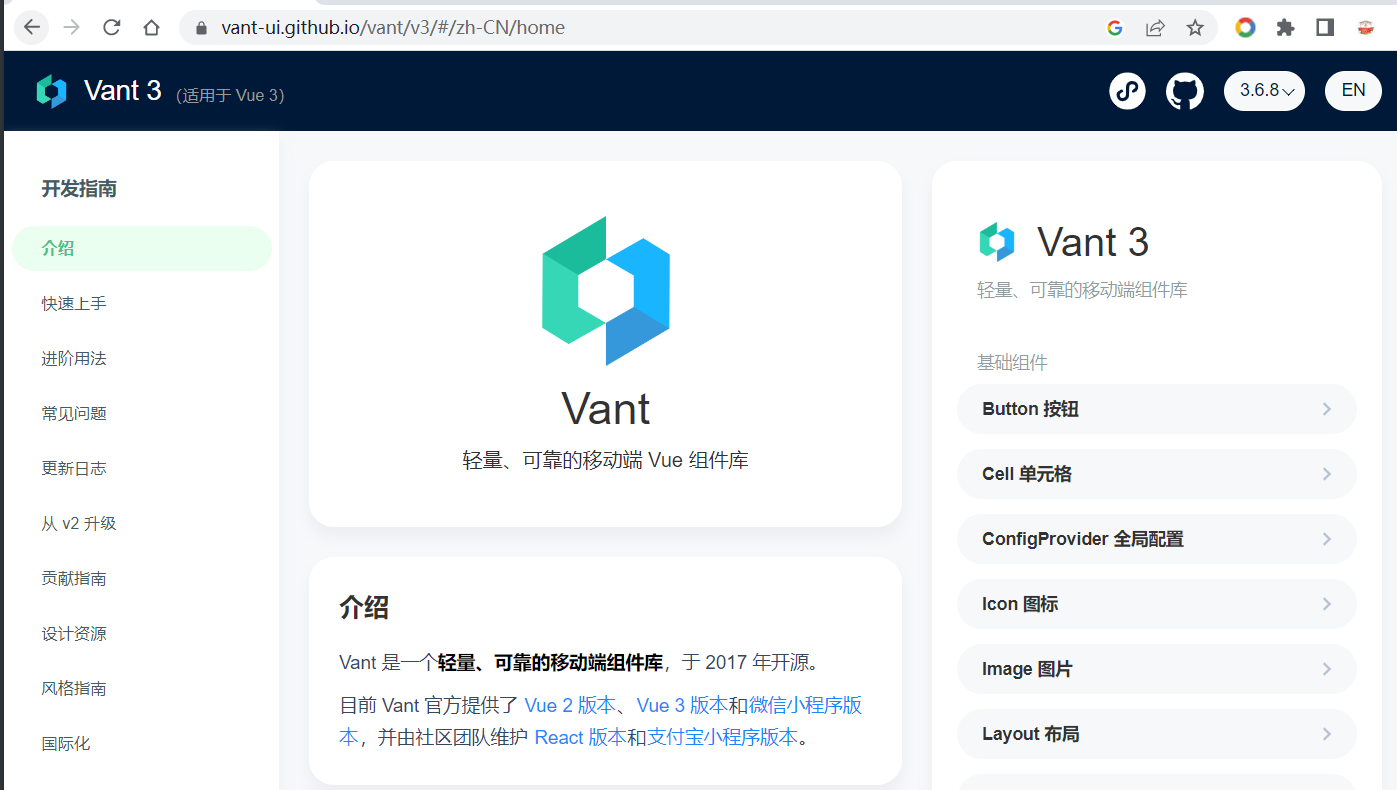 vant-ui.github.io/vant/v3/#/zh-CN/home
Vant 3 (适用于 Vue 3)
3.6.8
EN
开发指南
介绍
快速上手
进阶用法
常见问题
更新日志
从 v2 升级
贡献指南
设计资源
风格指南
国际化
Vant
轻量、可靠的移动端 Vue 组件库
介绍
Vant 是一个轻量、可靠的移动端组件库，于 2017 年开源。
目前 Vant 官方提供了 Vue 2 版本、Vue 3 版本和微信小程序版
本，并由社区团队维护 React 版本和支付宝小程序版本。
Vant 3
轻量、可靠的移动端组件库
基础组件
Button 按钮
Cell 单元格
ConfigProvider 全局配置
Icon 图标
Image 图片
Layout 布局